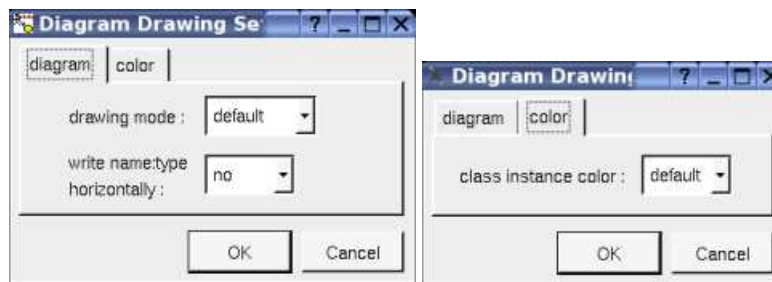 Diagram Drawing Se
diagram color
drawing mode : default
write name:type
horizontally : no
OK Cancel
Diagram Drawing
diagram color
class instance color : default
OK Cancel